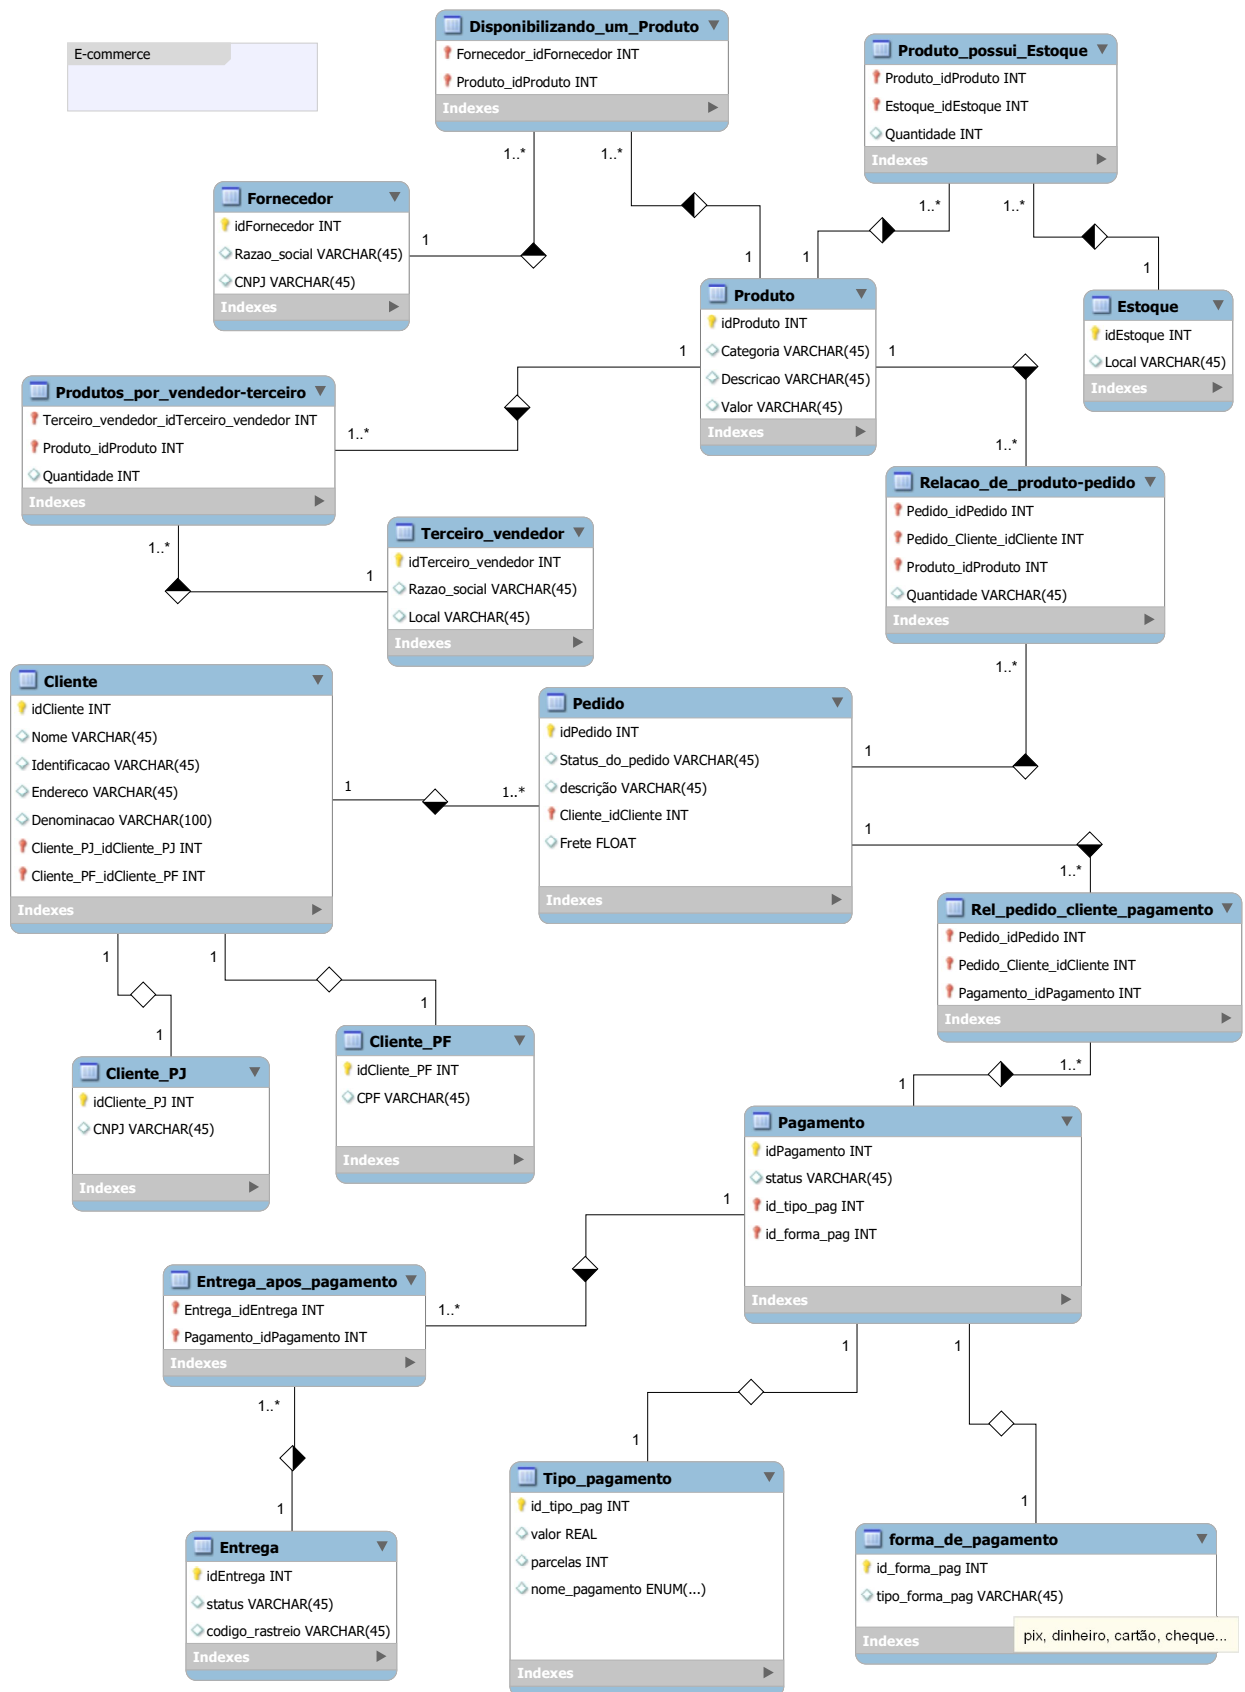 E-commerce
Disponibilizando_um_Produto
Fornecedor_idFornecedor INT
Produto_idProduto INT
Indexes
Produto_possui_Estoque
Produto_idProduto INT
Estoque_idEstoque INT
Quantidade INT
Indexes
1..*
1..*
1..*
1..*
Fornecedor
idFornecedor INT
Razao_social VARCHAR(45)
CNPJ VARCHAR(45)
Indexes
1
1
1
1
Produto
idProduto INT
Categoria VARCHAR(45)
Descricao VARCHAR(45)
Valor VARCHAR(45)
Indexes
Estoque
idEstoque INT
Local VARCHAR(45)
Indexes
1
1
Produtos_por_vendedor-terceiro
Terceiro_vendedor_idTerceiro_vendedor INT
Produto_idProduto INT
Quantidade INT
Indexes
1..*
1..*
Relacao_de_produto-pedido
Pedido_idPedido INT
Pedido_Cliente_idCliente INT
Produto_idProduto INT
Quantidade VARCHAR(45)
Indexes
1..*
1
Terceiro_vendedor
idTerceiro_vendedor INT
Razao_social VARCHAR(45)
Local VARCHAR(45)
Indexes
1..*
Cliente
idCliente INT
Nome VARCHAR(45)
Identificacao VARCHAR(45)
Endereco VARCHAR(45)
Denominacao VARCHAR(100)
Cliente_PJ_idCliente_PJ INT
Cliente_PF_idCliente_PF INT
Indexes
1
1..*
Pedido
idPedido INT
Status_do_pedido VARCHAR(45)
descrição VARCHAR(45)
Cliente_idCliente INT
Frete FLOAT
Indexes
1
1
1..*
Rel_pedido_cliente_pagamento
Pedido_idPedido INT
Pedido_Cliente_idCliente INT
Pagamento_idPagamento INT
Indexes
1
1
1
1
Cliente_PJ
idCliente_PJ INT
CNPJ VARCHAR(45)
Indexes
Cliente_PF
idCliente_PF INT
CPF VARCHAR(45)
Indexes
1..*
1
Pagamento
idPagamento INT
status VARCHAR(45)
id_tipo_pag INT
id_forma_pag INT
Indexes
1
Entrega_apos_pagamento
Entrega_idEntrega INT
Pagamento_idPagamento INT
Indexes
1..*
1..*
1
1
1
1
1
Entrega
idEntrega INT
status VARCHAR(45)
codigo_rastreio VARCHAR(45)
Indexes
Tipo_pagamento
id_tipo_pag INT
valor REAL
parcelas INT
nome_pagamento ENUM(...)
Indexes
forma_de_pagamento
id_forma_pag INT
tipo_forma_pag VARCHAR(45)
Indexes
pix, dinheiro, cartão, cheque...